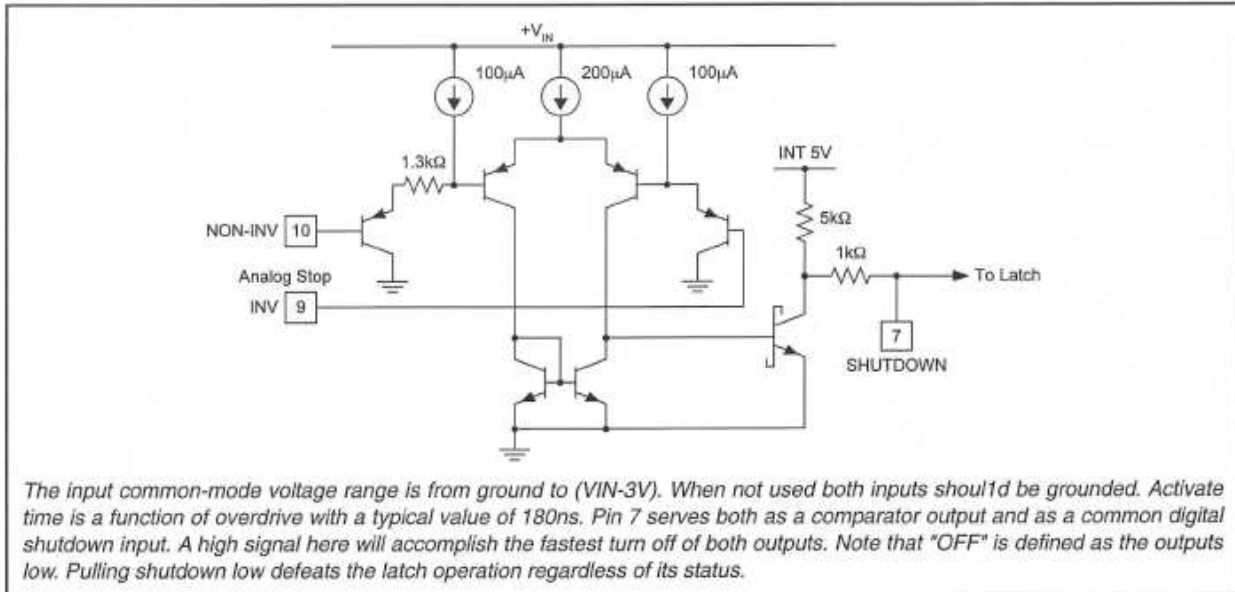 +VIN
100µA
200µA
100µA
1.3kΩ
INT 5V
5kΩ
1kΩ
NON-INV 10
To Latch
Analog Stop
INV 9
7
SHUTDOWN
The input common-mode voltage range is from ground to (VIN-3V). When not used both inputs shoul1d be grounded. Activate
time is a function of overdrive with a typical value of 180ns. Pin 7 serves both as a comparator output and as a common digital
shutdown input. A high signal here will accomplish the fastest turn off of both outputs. Note that "OFF" is defined as the outputs
low. Pulling shutdown low defeats the latch operation regardless of its status.